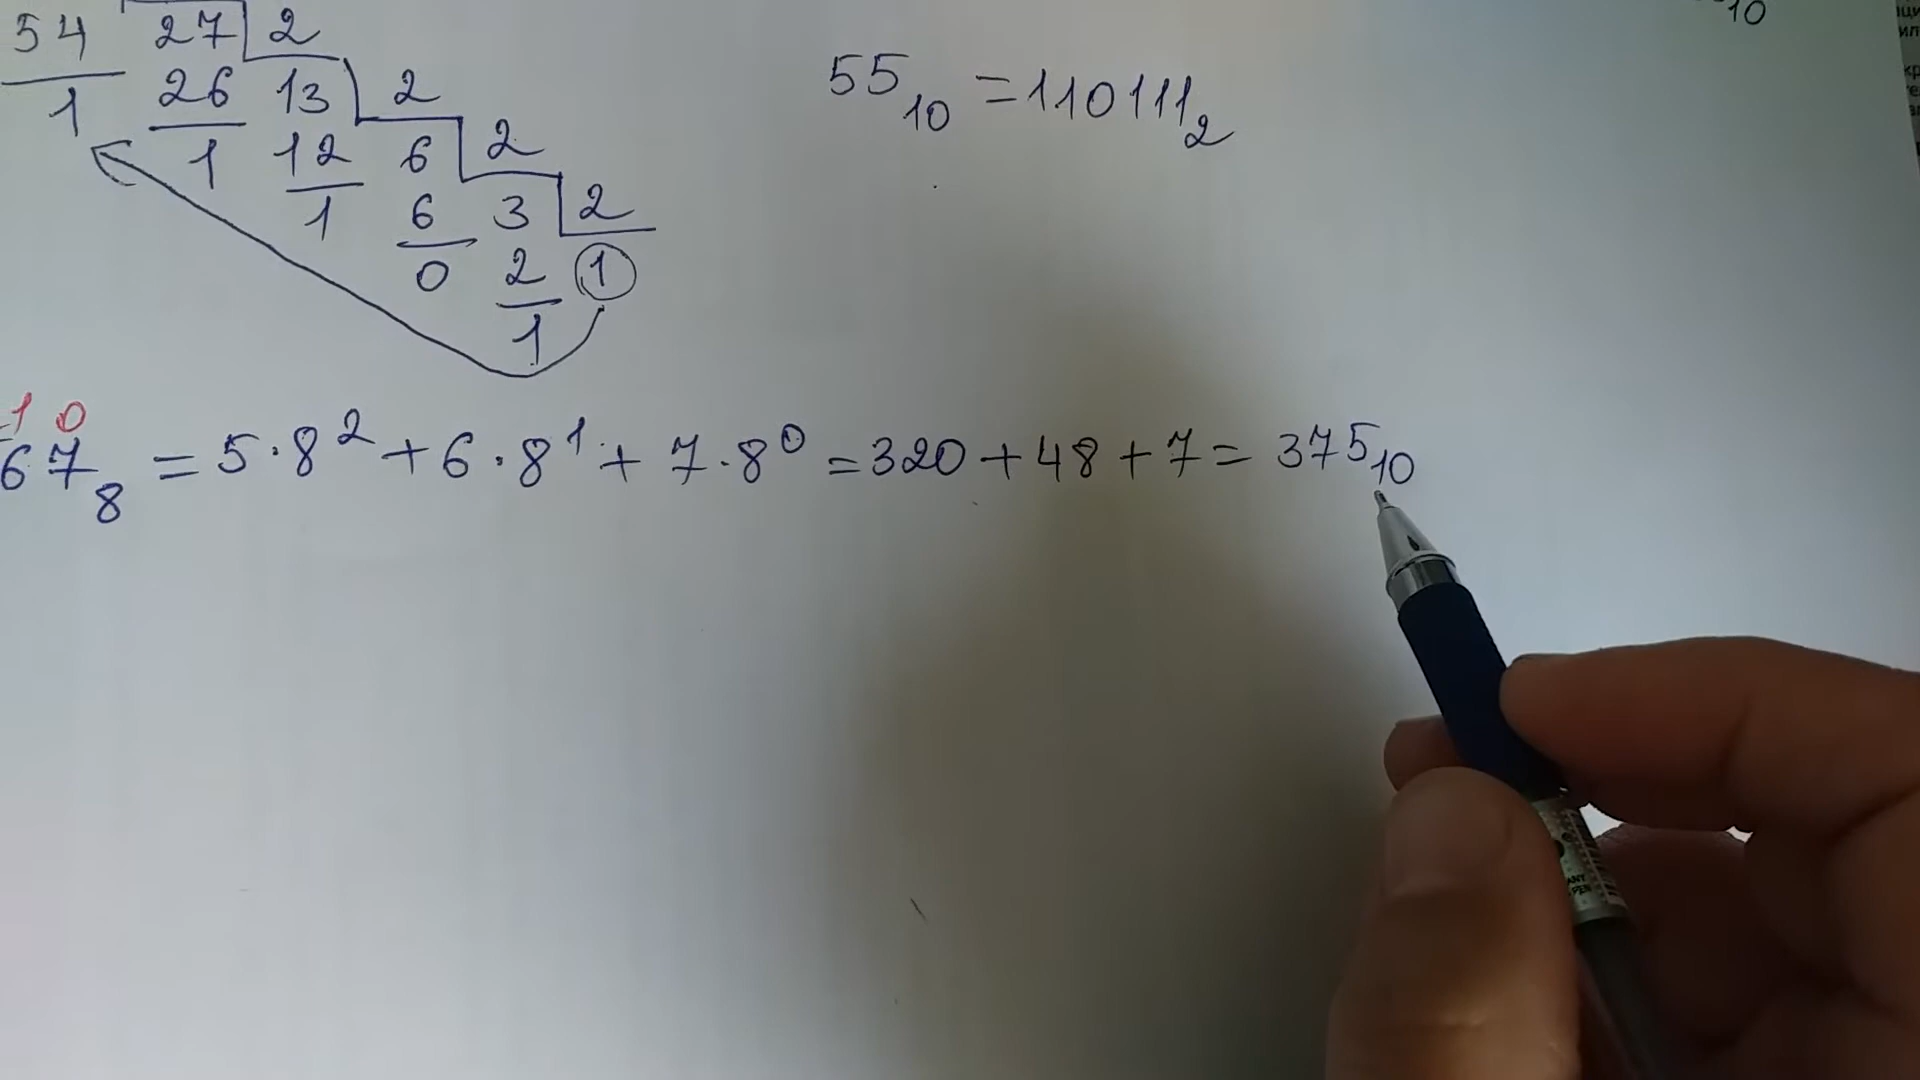 54 27 2
1 26 13 2
1 12 6 2
1 6 3 2
0 2 1
1
55₁₀ = 110111₂
10
1 0
67₈ = 5·8² + 6·8¹ + 7·8⁰ = 320 + 48 + 7 = 375₁₀